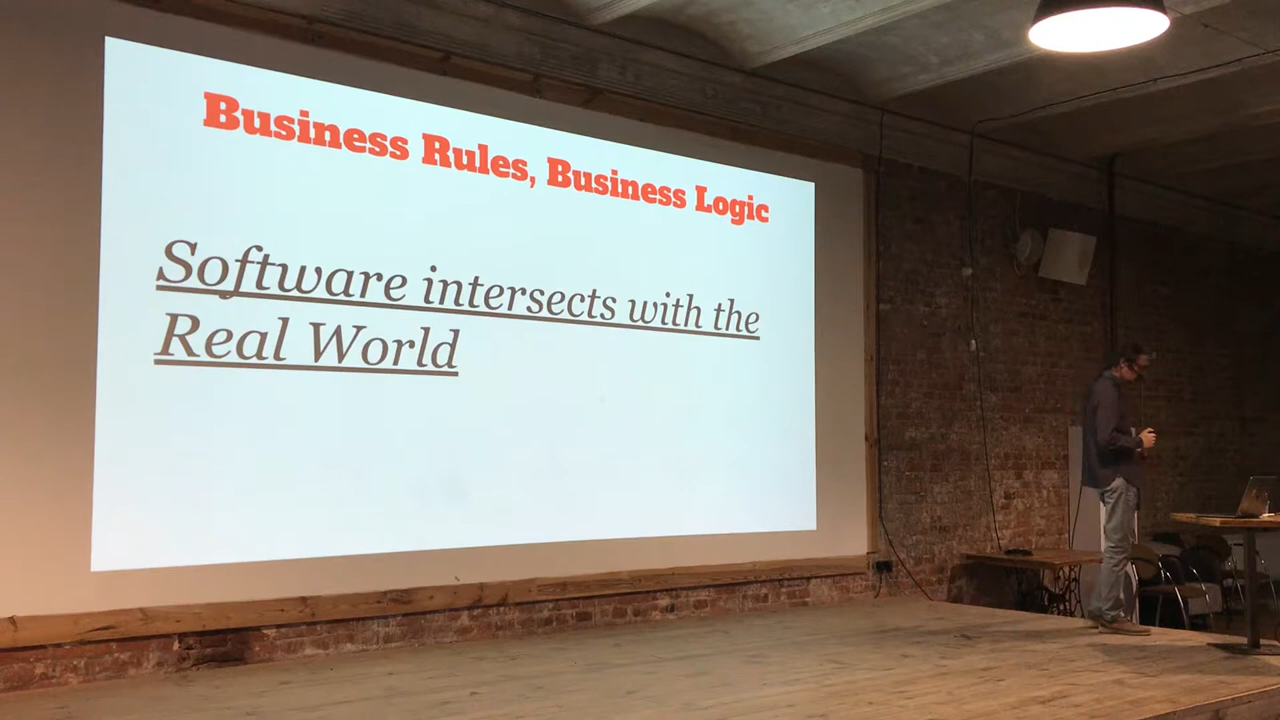 Business Rules, Business Logic
Software intersects with the
Real World